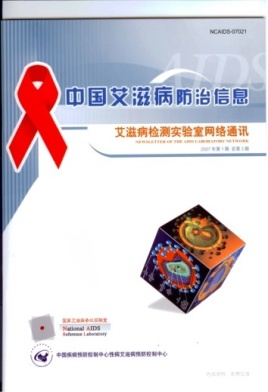 NCAIDS-07021
AIDS
中国艾滋病防治信息
艾滋病检测实验室网络通讯
NEWSLETTER OF THE AIDS LABORATORY NETWORK
国家艾滋病参比实验室
National AIDS
Reference Laboratory
中国疾病预防控制中心性病艾滋病预防控制中心